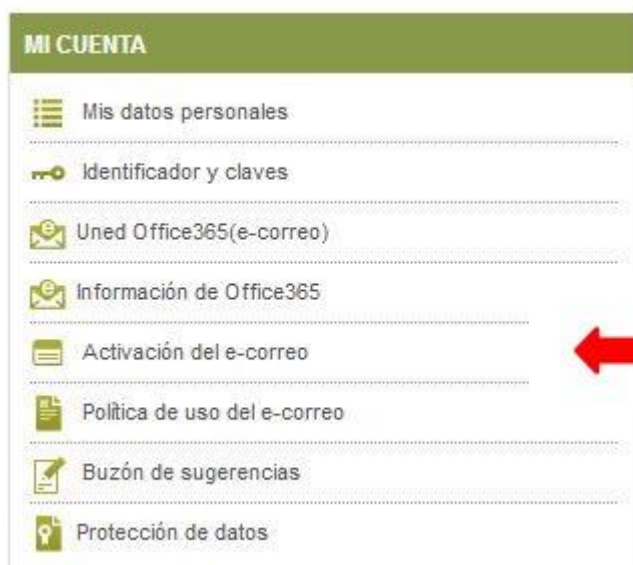 MI CUENTA
Mis datos personales
Identificador y claves
Uned Office365(e-correo)
Información de Office365
Activación del e-correo
Política de uso del e-correo
Buzón de sugerencias
Protección de datos